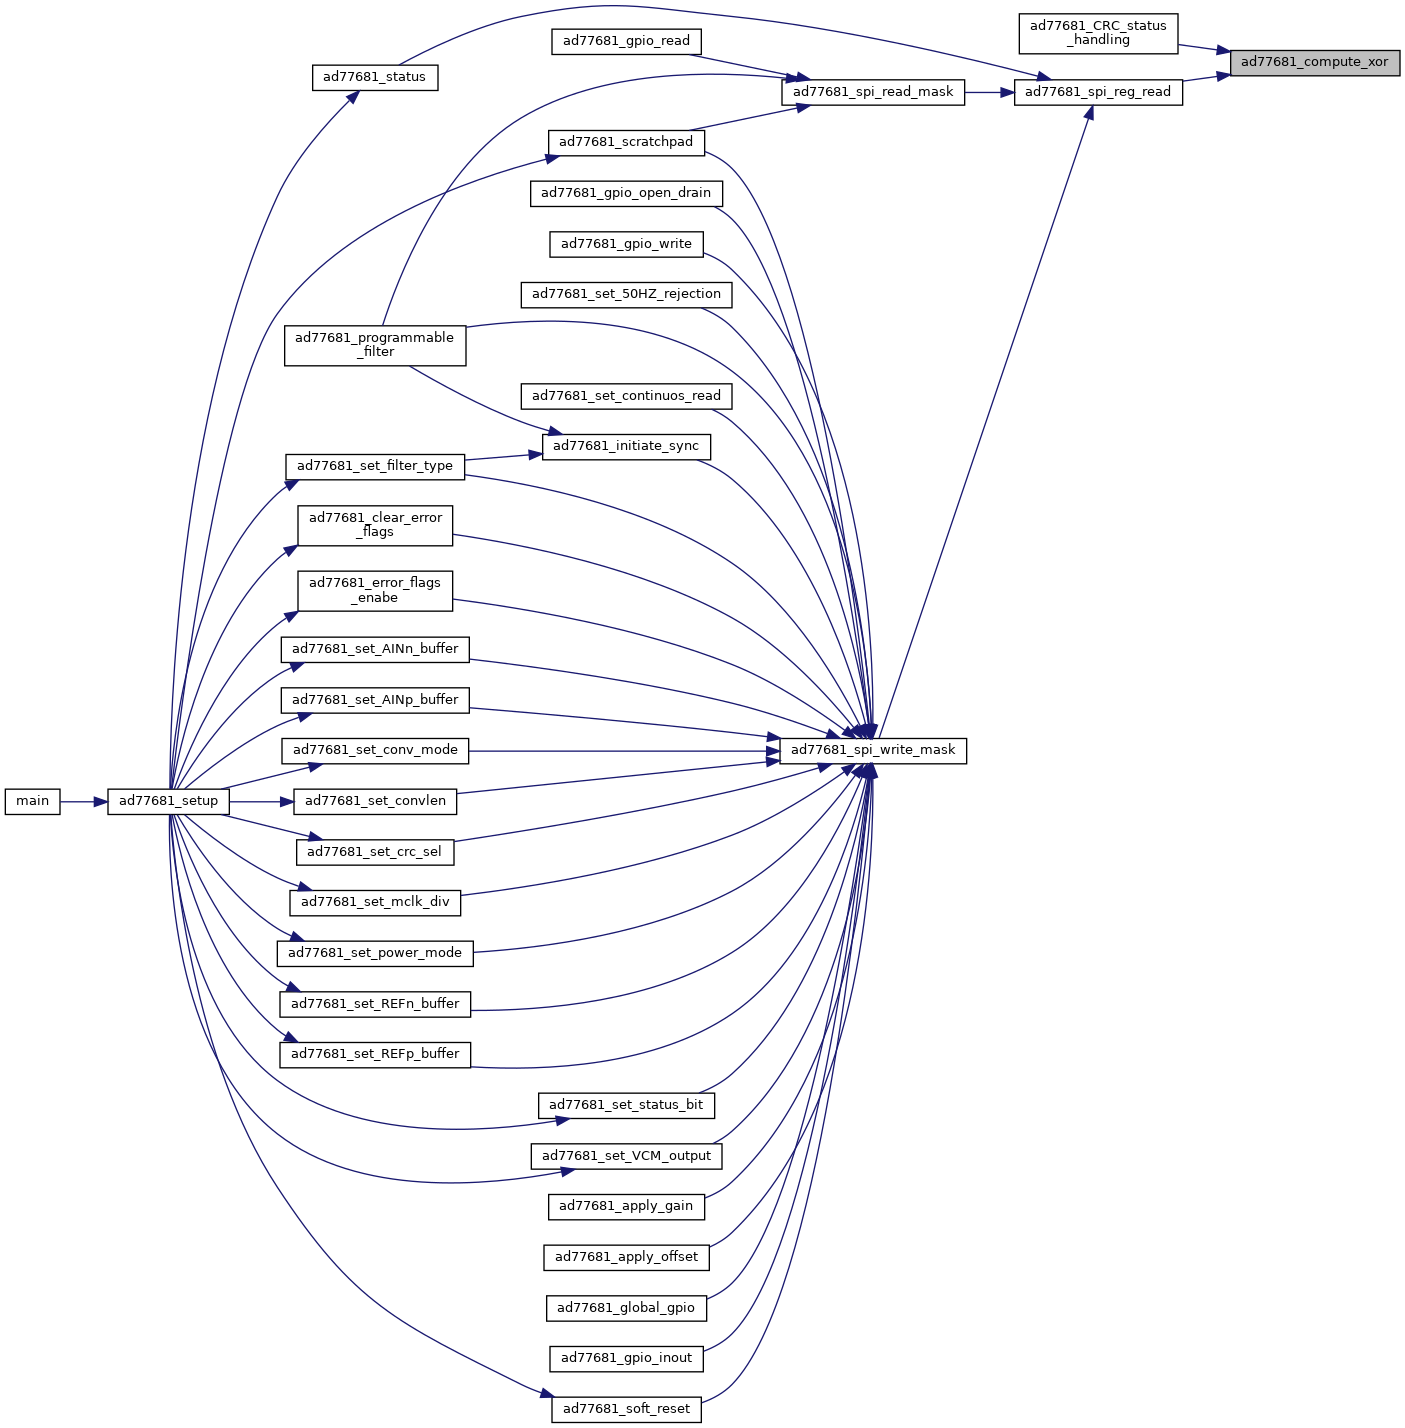 ad77681_CRC_status
_handling
ad77681_gpio_read
ad77681_compute_xor
ad77681_status
ad77681_spi_read_mask
ad77681_spi_reg_read
ad77681_scratchpad
ad77681_gpio_open_drain
ad77681_gpio_write
ad77681_set_50HZ_rejection
ad77681_programmable
_filter
ad77681_set_continuos_read
ad77681_initiate_sync
ad77681_set_filter_type
ad77681_clear_error
_flags
ad77681_error_flags
_enabe
ad77681_set_AINn_buffer
ad77681_set_AINp_buffer
ad77681_set_conv_mode
ad77681_spi_write_mask
main
ad77681_setup
ad77681_set_convlen
ad77681_set_crc_sel
ad77681_set_mclk_div
ad77681_set_power_mode
ad77681_set_REFn_buffer
ad77681_set_REFp_buffer
ad77681_set_status_bit
ad77681_set_VCM_output
ad77681_apply_gain
ad77681_apply_offset
ad77681_global_gpio
ad77681_gpio_inout
ad77681_soft_reset